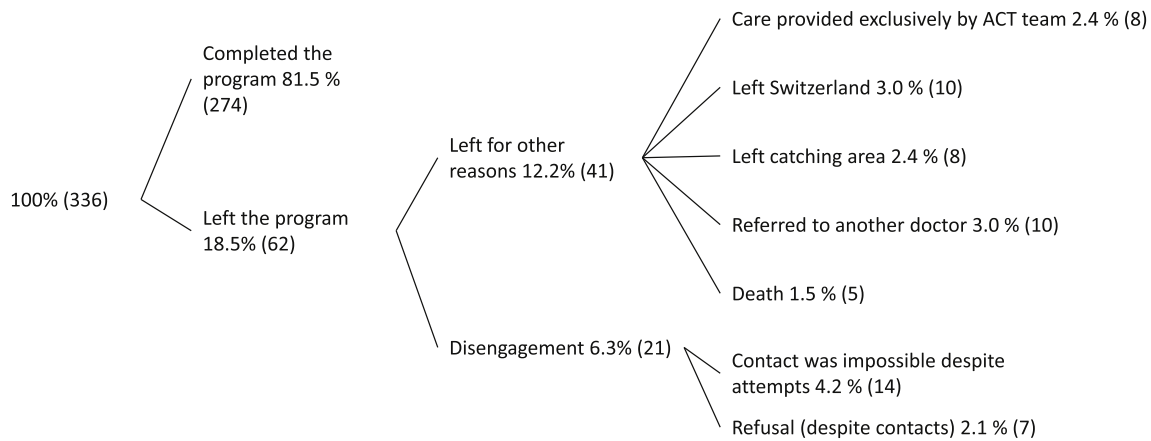 100% (336)
Completed the
program 81.5 %
(274)
Left the program
18.5% (62)
Left for other
reasons 12.2% (41)
Disengagement 6.3% (21)
Care provided exclusively by ACT team 2.4 % (8)
Left Switzerland 3.0 % (10)
Left catching area 2.4 % (8)
Referred to another doctor 3.0 % (10)
Death 1.5 % (5)
Contact was impossible despite
attempts 4.2 % (14)
Refusal (despite contacts) 2.1 % (7)